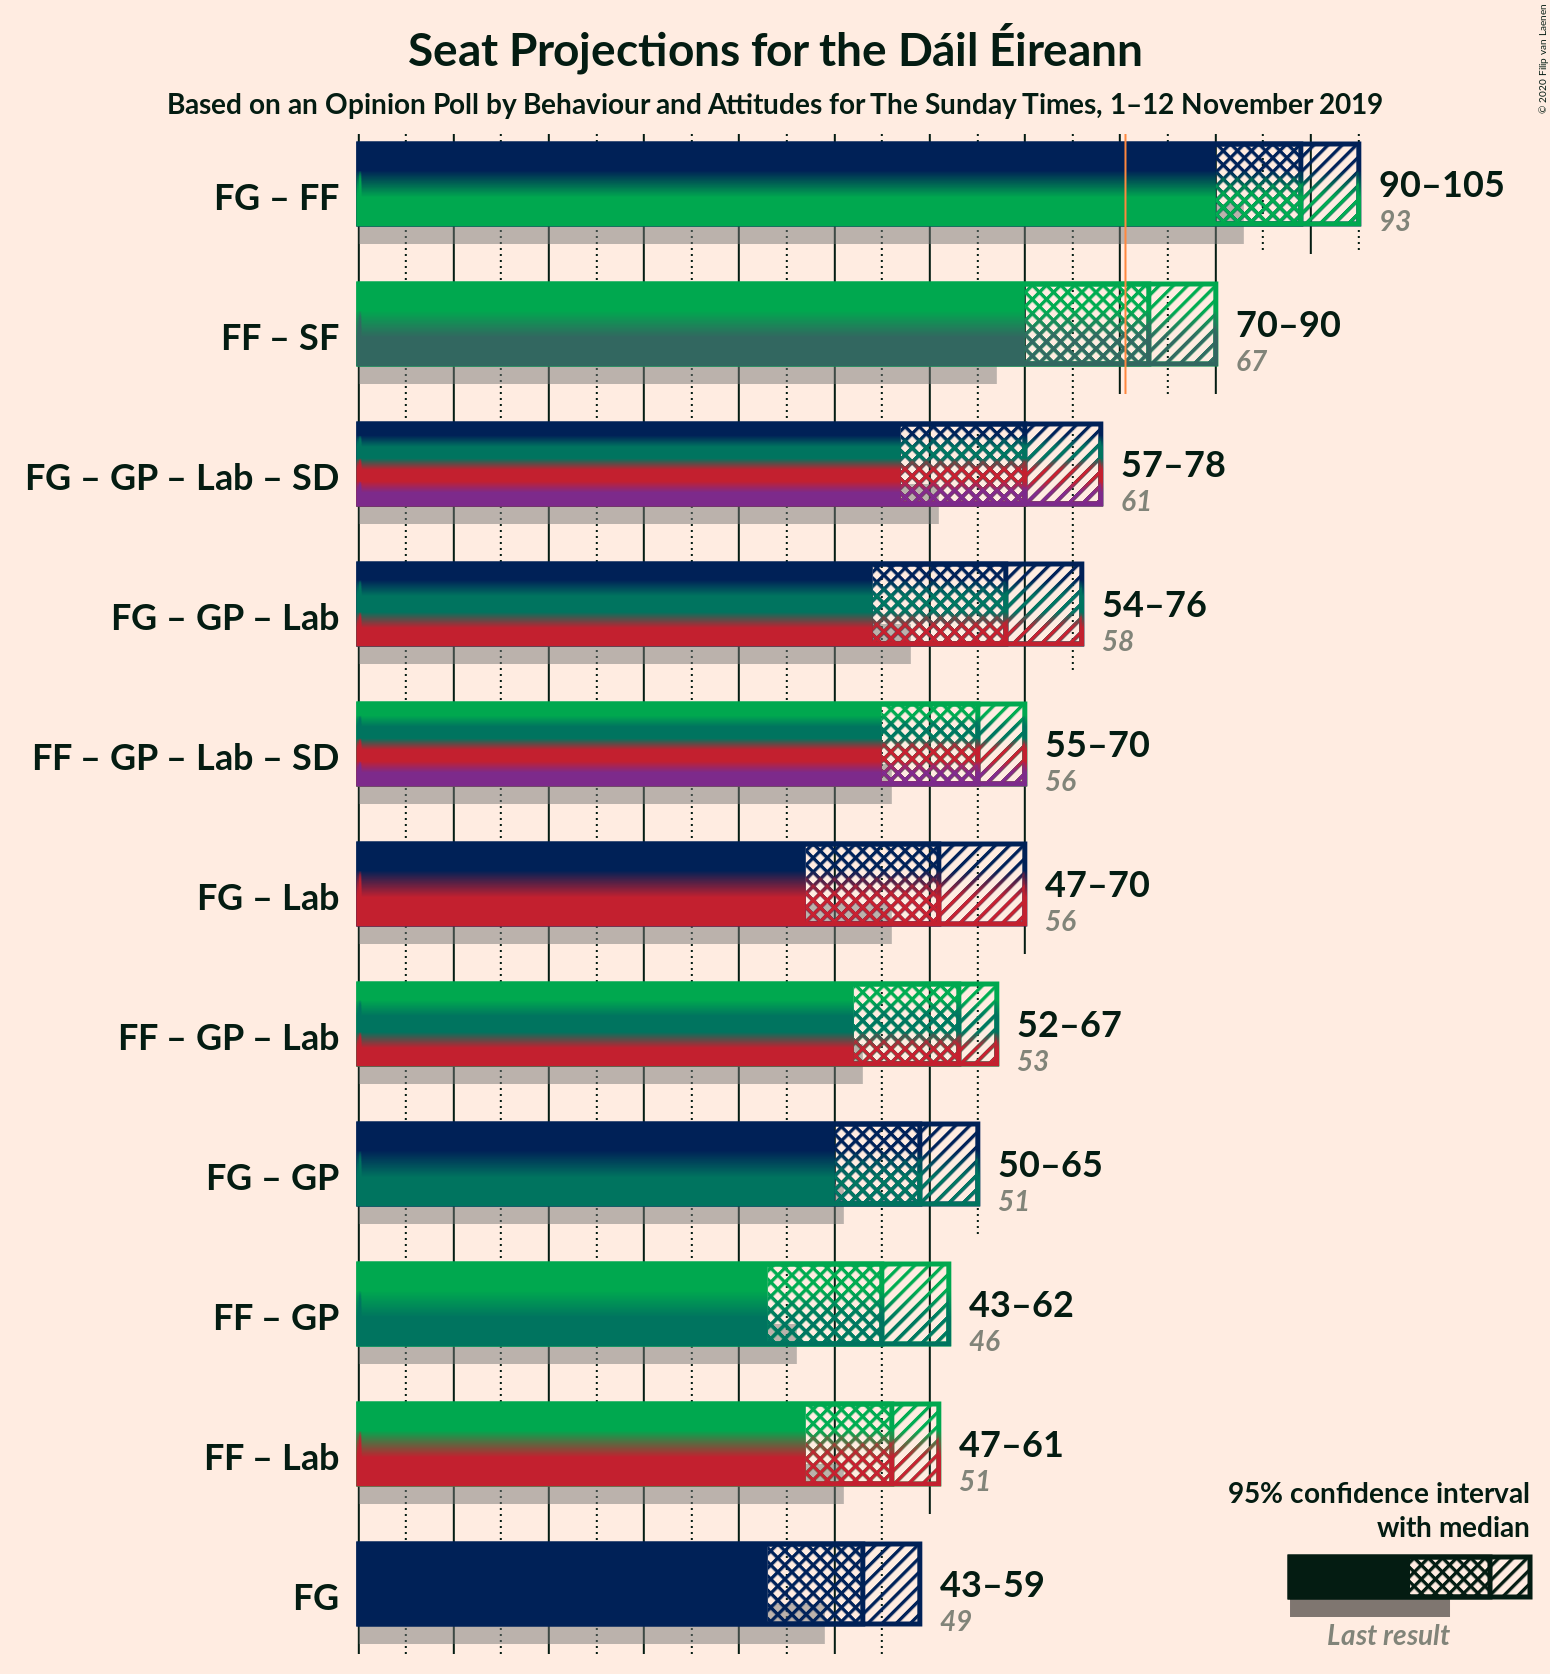 Seat Projections for the Dáil Éireann
Based on an Opinion Poll by Behaviour and Attitudes for The Sunday Times, 1–12 November 2019
© 2020 Filip van Laenen
FG – FF
90–105
93
FF – SF
70–90
67
FG – GP – Lab – SD
57–78
61
FG – GP – Lab
54–76
58
FF – GP – Lab – SD
55–70
56
FG – Lab
47–70
56
FF – GP – Lab
52–67
53
FG – GP
50–65
51
FF – GP
43–62
46
FF – Lab
47–61
51
FG
43–59
49
95% confidence interval
with median
Last result